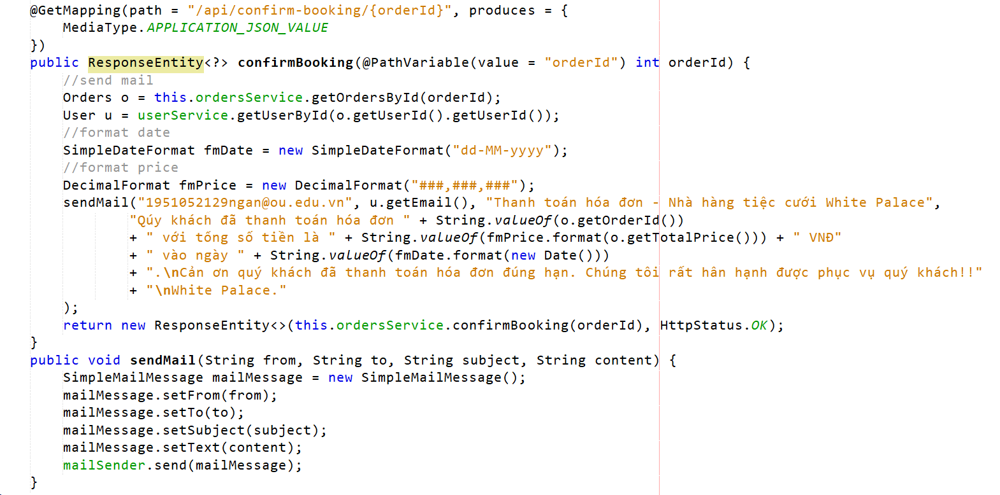 @GetMapping(path = "/api/confirm-booking/{orderId}", produces = {
    MediaType.APPLICATION_JSON_VALUE
})
public ResponseEntity<?> confirmBooking(@PathVariable(value = "orderId") int orderId) {
    //send mail
    Orders o = this.ordersService.getOrdersById(orderId);
    User u = userService.getUserById(o.getUserId().getUserId());
    //format date
    SimpleDateFormat fmDate = new SimpleDateFormat("dd-MM-yyyy");
    //format price
    DecimalFormat fmPrice = new DecimalFormat("###,###,###");
    sendMail("1951052129ngan@ou.edu.vn", u.getEmail(), "Thanh toán hóa đơn - Nhà hàng tiệc cưới White Palace",
            "Qúy khách đã thanh toán hóa đơn " + String.valueOf(o.getOrderId())
            + " với tổng số tiền là " + String.valueOf(fmPrice.format(o.getTotalPrice())) + " VNĐ"
            + " vào ngày " + String.valueOf(fmDate.format(new Date()))
            + ".\nCản ơn quý khách đã thanh toán hóa đơn đúng hạn. Chúng tôi rất hân hạnh được phục vụ quý khách!!"
            + "\nWhite Palace."
    );
    return new ResponseEntity<>(this.ordersService.confirmBooking(orderId), HttpStatus.OK);
}
public void sendMail(String from, String to, String subject, String content) {
    SimpleMailMessage mailMessage = new SimpleMailMessage();
    mailMessage.setFrom(from);
    mailMessage.setTo(to);
    mailMessage.setSubject(subject);
    mailMessage.setText(content);
    mailSender.send(mailMessage);
}